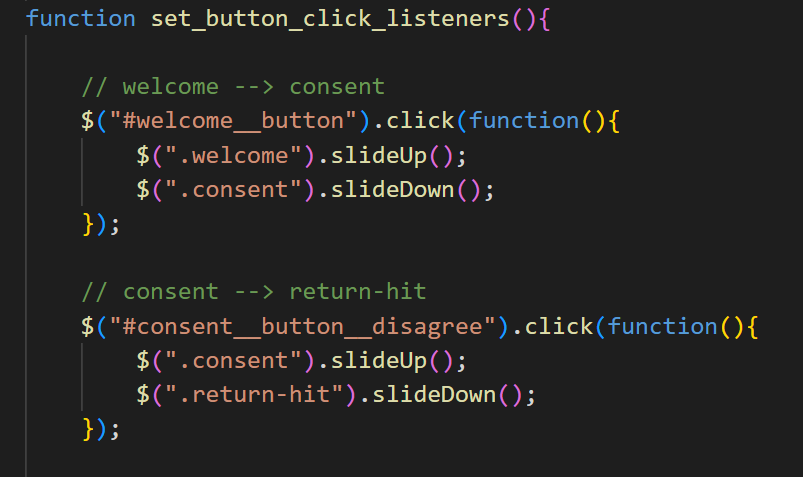 function set_button_click_listeners(){
// welcome --> consent
$("#welcome__button").click(function(){
$(".welcome").slideUp();
$(".consent").slideDown();
});
// consent --> return-hit
$("#consent__button__disagree").click(function(){
$(".consent").slideUp();
$(".return-hit").slideDown();
});